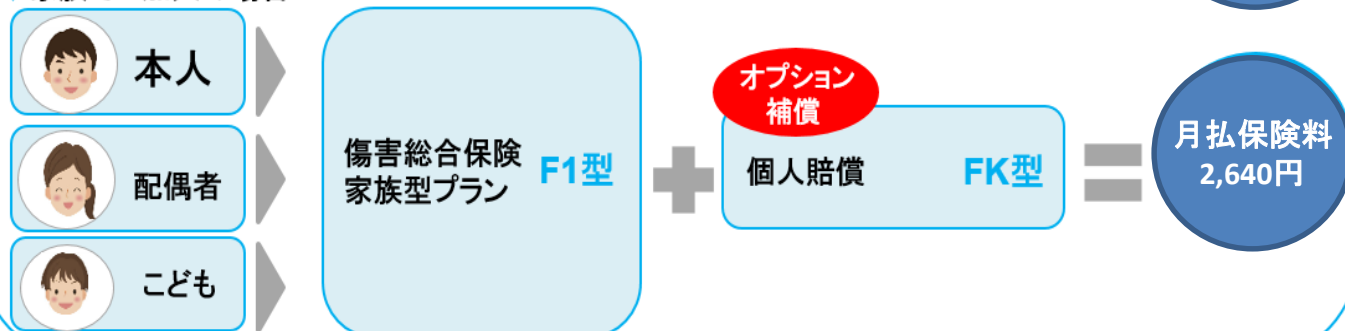 本人
配偶者
こども
傷害総合保険
家族型プラン
F1型
オプション
補償
個人賠償
FK型
月払保険料
2,640円